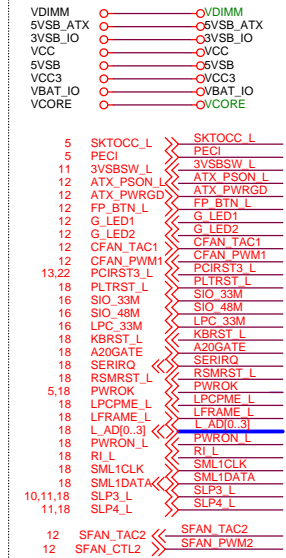 VDIMM VDIMM
5VSB_ATX 5VSB_ATX
3VSB_IO 3VSB_IO
VCC VCC
5VSB 5VSB
VCC3 VCC3
VBAT_IO VBAT_IO
VCORE VCORE
5 SKTOCC_L SKTOCC_L
5 PECI PECI
11 3VSBSW_L 3VSBSW_L
12 ATX_PSON_L ATX_PSON_L
12 ATX_PWRGD ATX_PWRGD
12 FP_BTN_L FP_BTN_L
12 G_LED1 G_LED1
12 G_LED2 G_LED2
12 CFAN_TAC1 CFAN_TAC1
12 CFAN_PWM1 CFAN_PWM1
13,22 PCIRST3_L PCIRST3_L
18 PLTRST_L PLTRST_L
16 SIO_33M SIO_33M
16 SIO_48M SIO_48M
16 LPC_33M LPC_33M
18 KBRST_L KBRST_L
18 A20GATE A20GATE
18 SERIRQ SERIRQ
18 RSMRST_L RSMRST_L
5,18 PWROK PWROK
18 LPCPME_L LPCPME_L
18 LFRAME_L LFRAME_L
18 L_AD[0..3] L_AD[0..3]
18 PWRON_L PWRON_L
18 RI_L RI_L
18 SML1CLK SML1CLK
18 SML1DATA SML1DATA
10,11,18 SLP3_L SLP3_L
11,18 SLP4_L SLP4_L
12 SFAN_TAC2 SFAN_TAC2
12 SFAN_CTL2 SFAN_PWM2